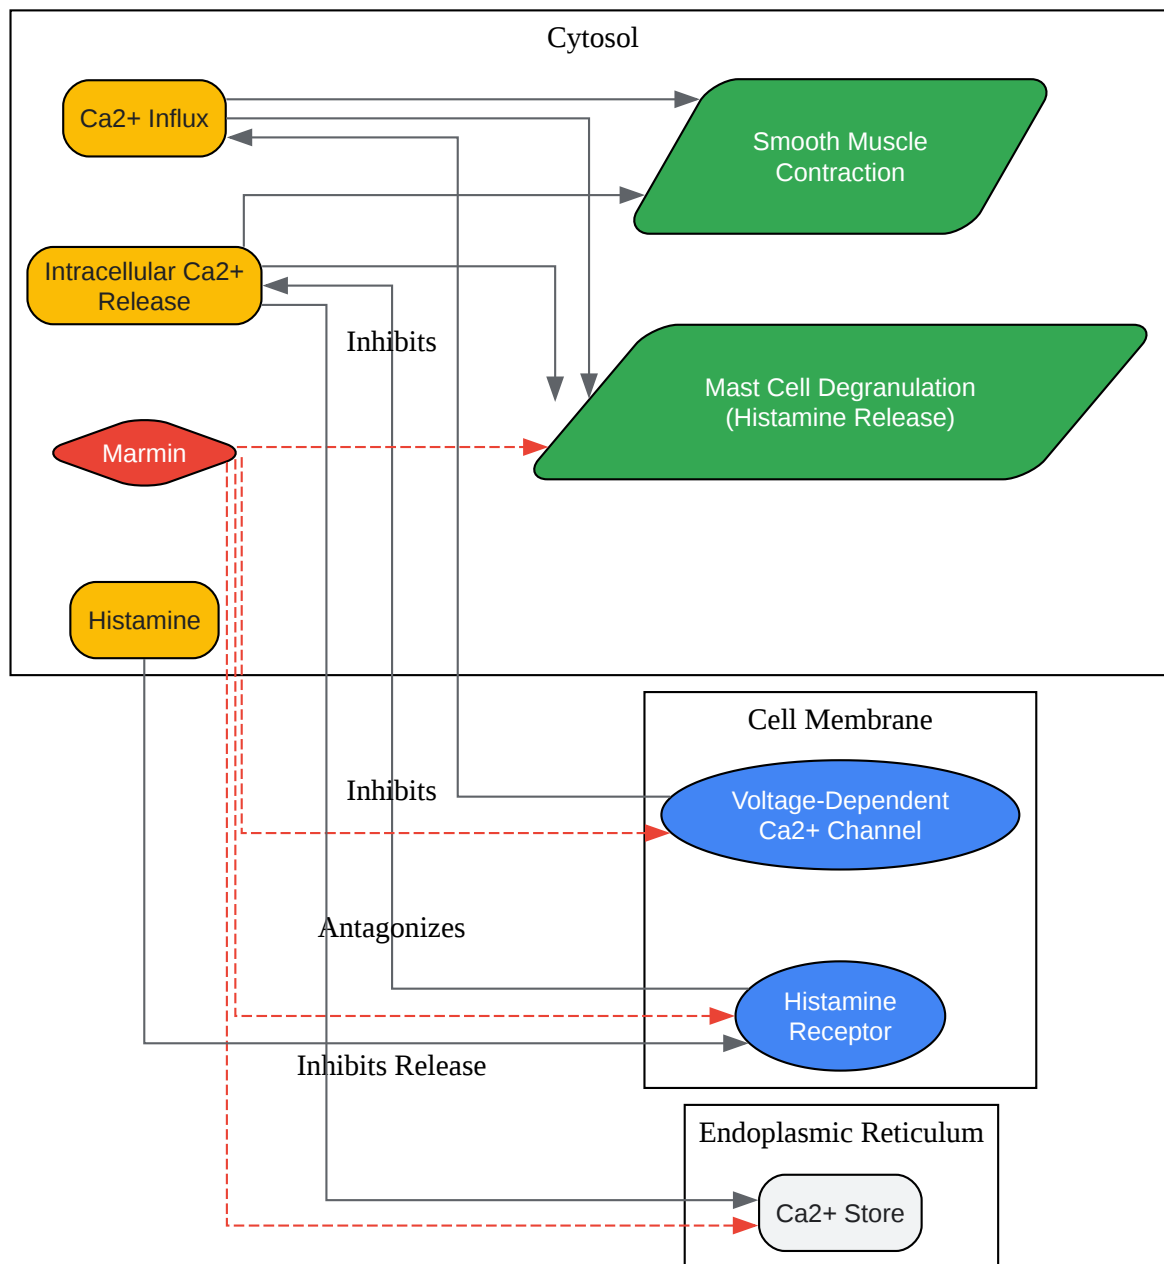 Cytosol
Ca2+ Influx
Smooth Muscle
Contraction
Intracellular Ca2+
Release
Inhibits
Mast Cell Degranulation
(Histamine Release)
Marmin
Histamine
Cell Membrane
Inhibits
Voltage-Dependent
Ca2+ Channel
Antagonizes
Histamine
Receptor
Inhibits Release
Endoplasmic Reticulum
Ca2+ Store